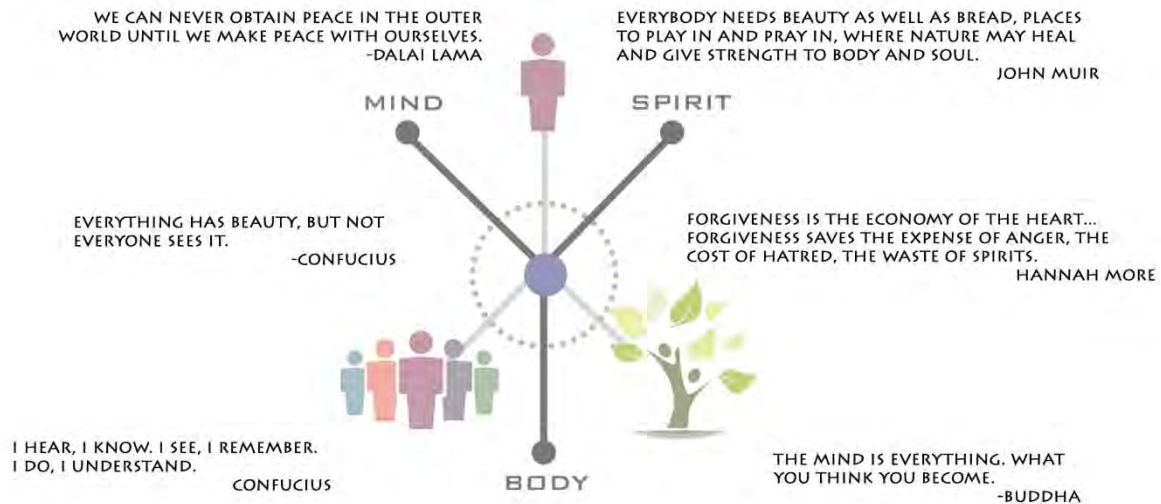 WE CAN NEVER OBTAIN PEACE IN THE OUTER
WORLD UNTIL WE MAKE PEACE WITH OURSELVES.
-DALAI LAMA
EVERYBODY NEEDS BEAUTY AS WELL AS BREAD, PLACES
TO PLAY IN AND PRAY IN, WHERE NATURE MAY HEAL
AND GIVE STRENGTH TO BODY AND SOUL.
JOHN MUIR
MIND
SPIRIT
EVERYTHING HAS BEAUTY, BUT NOT
EVERYONE SEES IT.
-CONFUCIUS
FORGIVENESS IS THE ECONOMY OF THE HEART...
FORGIVENESS SAVES THE EXPENSE OF ANGER, THE
COST OF HATRED, THE WASTE OF SPIRITS.
HANNAH MORE
I HEAR, I KNOW. I SEE, I REMEMBER.
I DO, I UNDERSTAND.
CONFUCIUS
BODY
THE MIND IS EVERYTHING. WHAT
YOU THINK YOU BECOME.
-BUDDHA